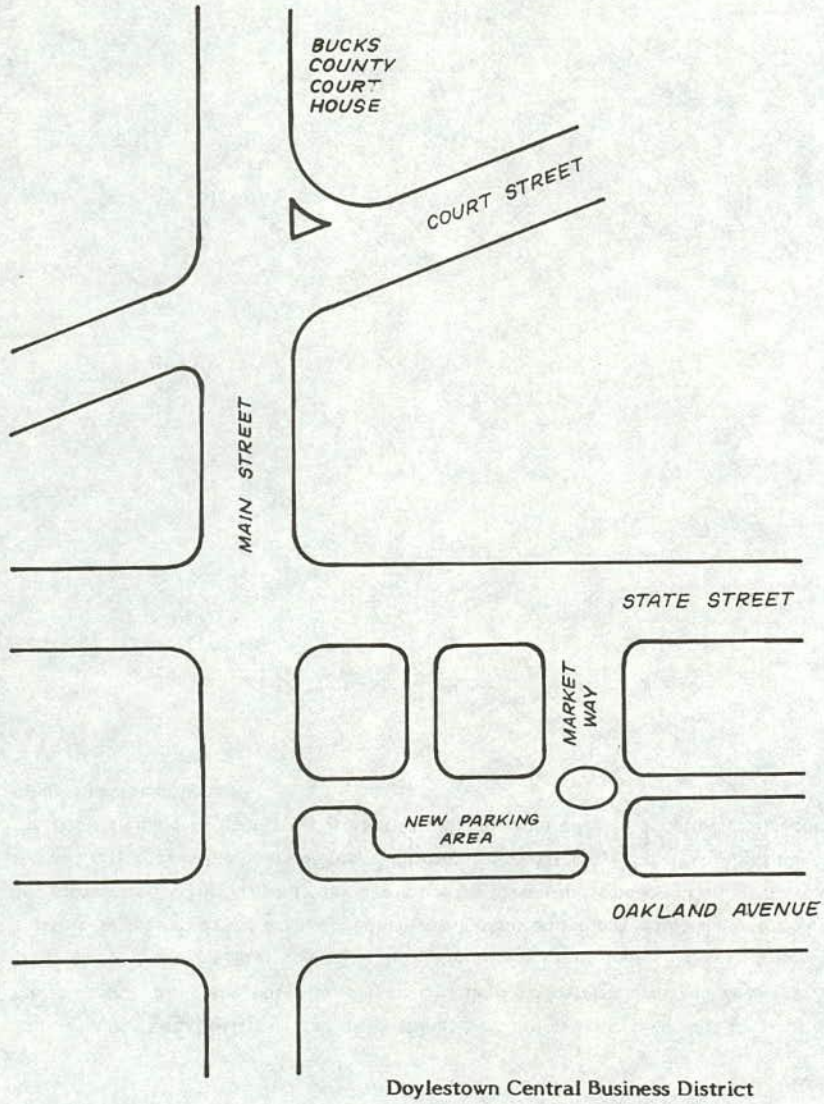 BUCKS
COUNTY
COURT
HOUSE
COURT STREET
MAIN STREET
STATE STREET
MARKET
WAY
NEW PARKING
AREA
OAKLAND AVENUE
Doylestown Central Business District